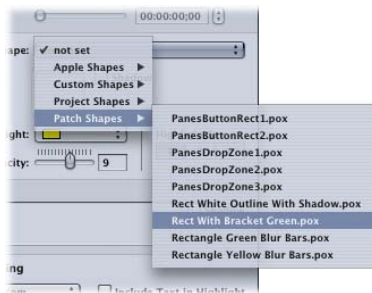 00:00:00;00
ape: ✓ not set
Apple Shapes ▶
Custom Shapes ▶
Project Shapes ▶
Patch Shapes ▶
PanesButtonRect1.pox
ght:
PanesButtonRect2.pox
PanesDropZone1.pox
city: 9
PanesDropZone2.pox
PanesDropZone3.pox
Rect White Outline With Shadow.pox
Rect With Bracket Green.pox
Rectangle Green Blur Bars.pox
Rectangle Yellow Blur Bars.pox
ing
Include Text in Highlight